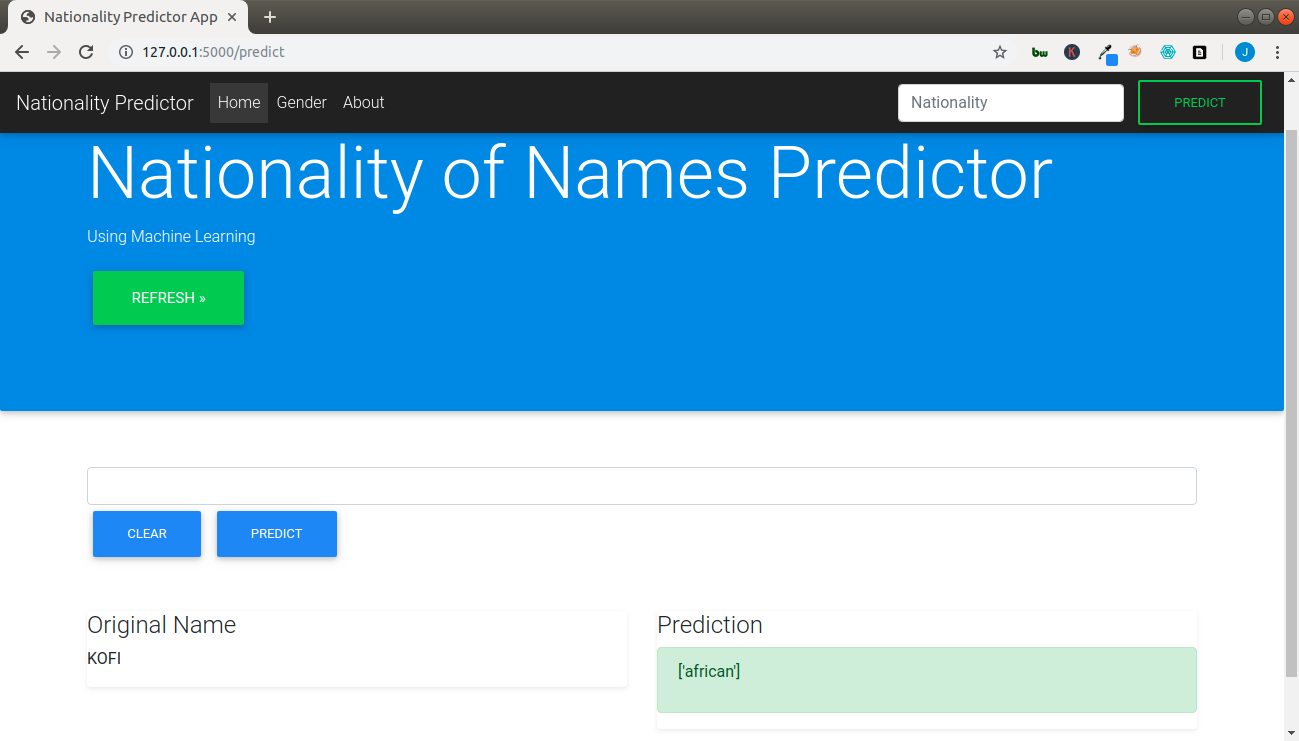 Nationality Predictor App
127.0.0.1:5000/predict
bw
K
J
Nationality Predictor Home Gender About Nationality PREDICT
Nationality of Names Predictor
Using Machine Learning
REFRESH »
CLEAR PREDICT
Original Name
KOFI
Prediction
['african']